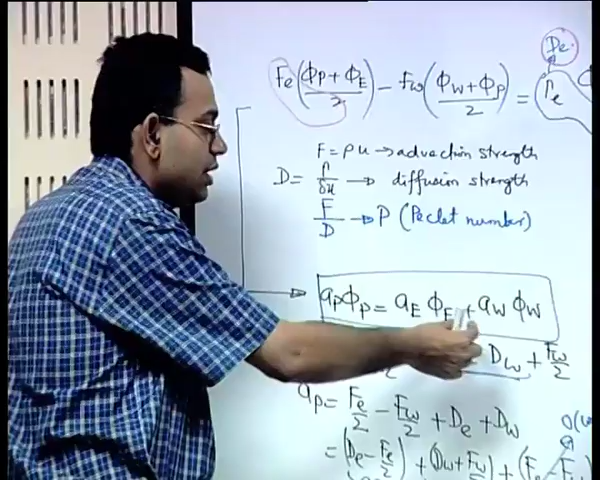 De
Fe((ΦP + ΦE)/2) − Fw((ΦW + ΦP)/2) = (Γe
F = ρu → advection strength
D = Γ/δx → diffusion strength
F/D → P (Peclet number)
aPΦP = aEΦE + aWΦW
Dw + Fw/2
aP = Fe/2 − Fw/2 + De + Dw
= (De − Fe/2) + (Dw + Fw/2) + (Fe − Fw)